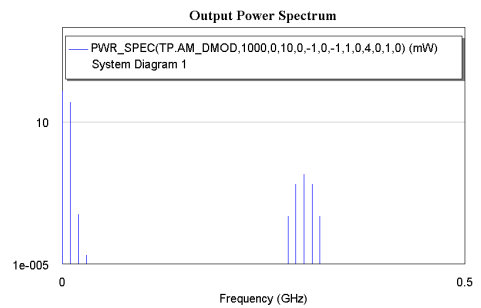 Output Power Spectrum
PWR_SPEC(TP.AM_DMOD,1000,0,10,0,-1,0,-1,1,0,4,0,1,0) (mW)
System Diagram 1
10
1e-005
0
0.5
Frequency (GHz)